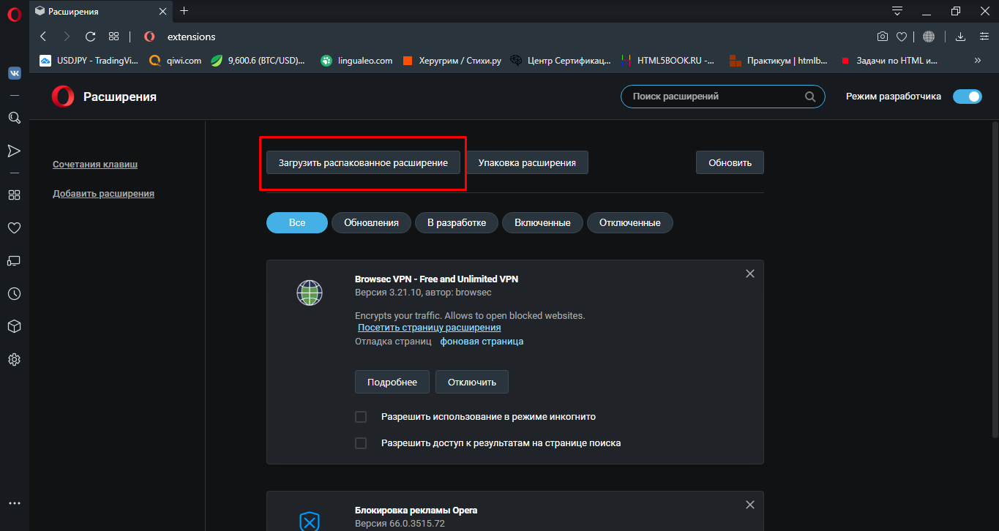 Расширения
extensions
USDJPY - TradingVi...
qiwi.com
9,600.6 (BTC/USD)...
lingualeo.com
Херугрим / Стихи.ру
Центр Сертификац...
HTML5BOOK.RU -...
Практикум | htmlb...
Задачи по HTML и...
Расширения
Поиск расширений
Режим разработчика
Сочетания клавиш
Добавить расширения
Загрузить распакованное расширение
Упаковка расширения
Обновить
Все
Обновления
В разработке
Включенные
Отключенные
Browsec VPN - Free and Unlimited VPN
Версия 3.21.10, автор: browsec
Encrypts your traffic. Allows to open blocked websites.
Посетить страницу расширения
Отладка страниц фоновая страница
Подробнее
Отключить
Разрешить использование в режиме инкогнито
Разрешить доступ к результатам на странице поиска
Блокировка рекламы Opera
Версия 66.0.3515.72